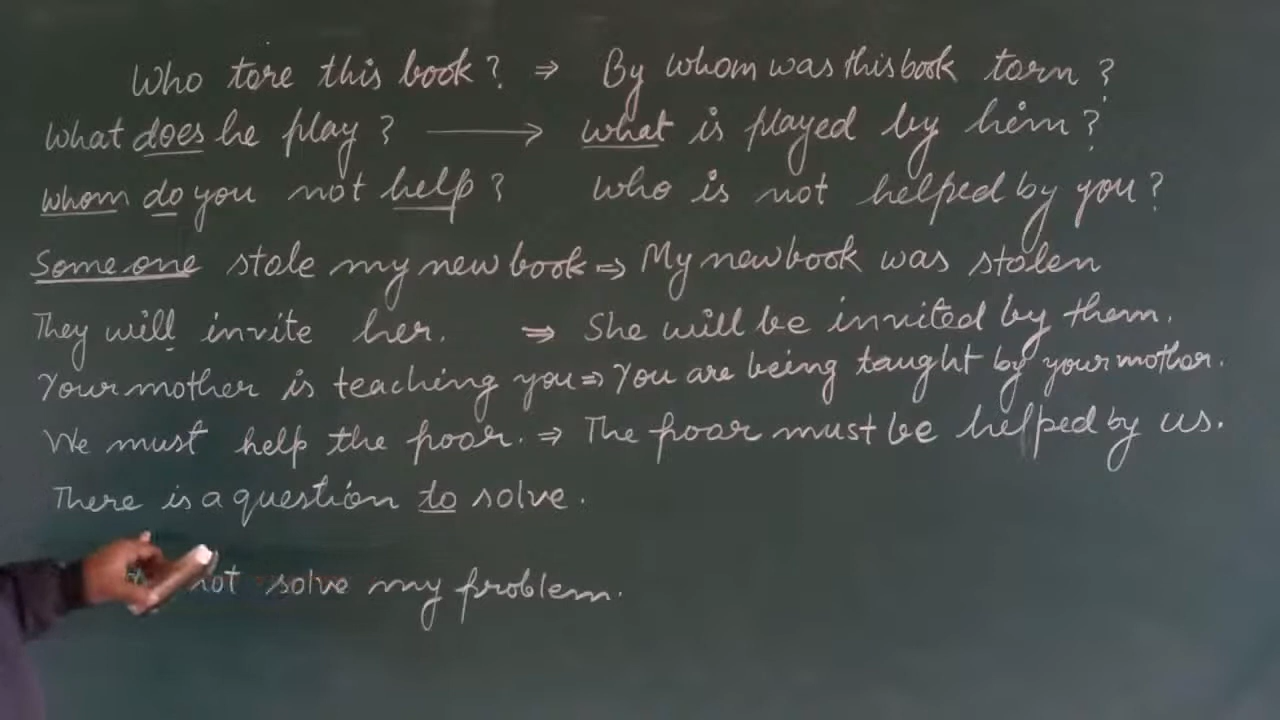 Who tore this book? ⇒ By whom was this book torn?
What does he play? ⟶ what is played by him?
whom do you not help? who is not helped by you?
Someone stole my new book ⇒ My new book was stolen
They will invite her. ⇒ She will be invited by them.
Your mother is teaching you ⇒ You are being taught by your mother.
We must help the poor. ⇒ The poor must be helped by us.
There is a question to solve.
not solve my problem.